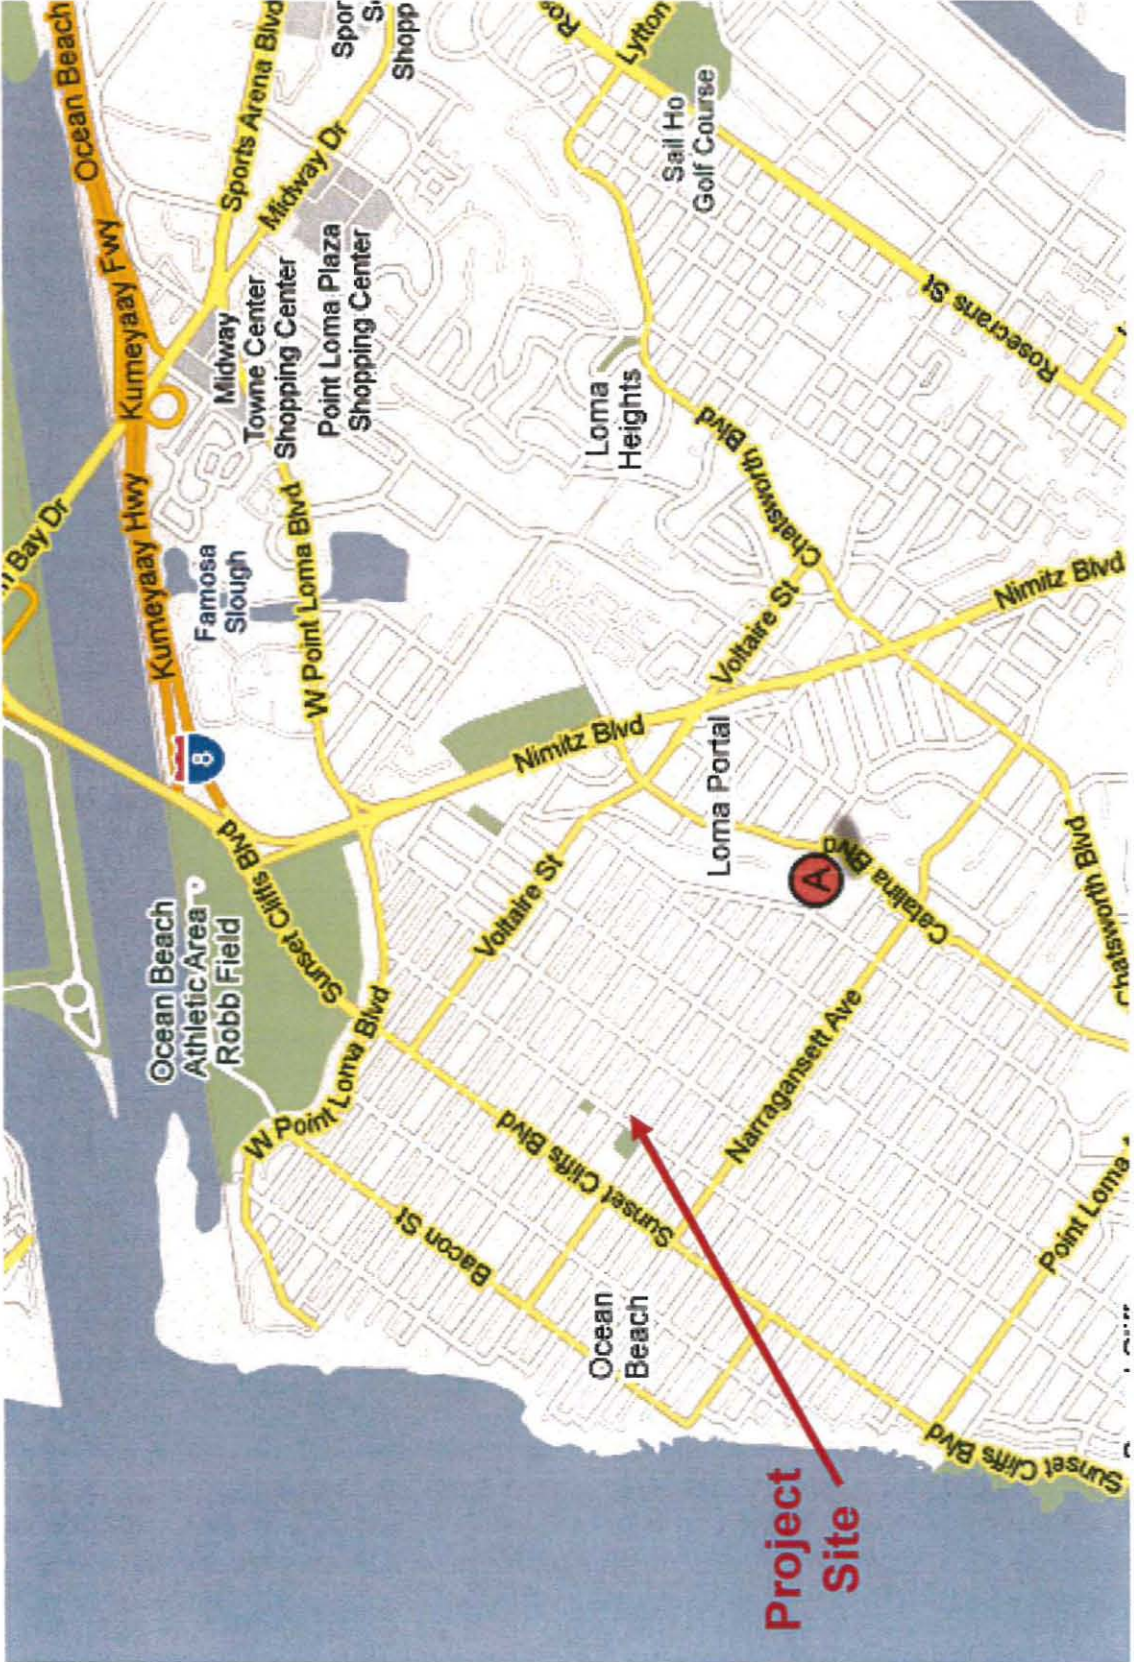 Ocean Beach
Kumeyaay Fwy
Kumeyaay Hwy
Bay Dr
8
Sports Arena Blvd
Midway Dr
Shopp
Midway
Towne Center
Shopping Center
Point Loma Plaza
Shopping Center
Famosa
Slough
W Point Loma Blvd
Sunset Cliffs Blvd
Ocean Beach
Athletic Area
Robb Field
Sunset Cliffs Blvd
W Point Loma Blvd
Nimitz Blvd
Voltaire St
Voltaire St
Loma
Heights
Lytton
Sail Ho
Golf Course
Rosecrans St
Chatsworth Blvd
Nimitz Blvd
Loma Portal
A
Catalina Blvd
Chatsworth Blvd
Narragansett Ave
Sunset Cliffs Blvd
Bacon St
Ocean
Beach
Point Loma
Sunset Cliffs Blvd
Project
Site